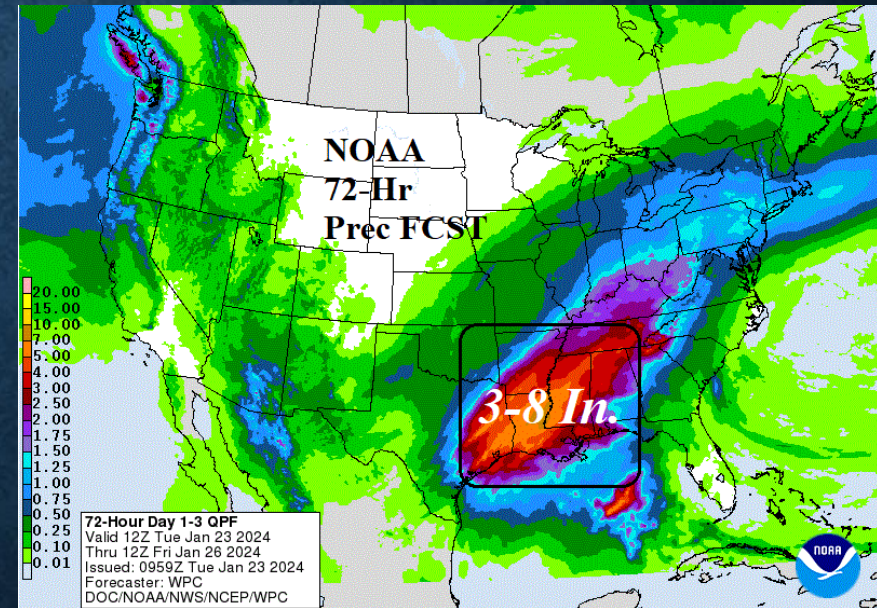 NOAA
72-Hr
Prec FCST
3-8 In.
20.00
15.00
10.00
7.00
5.00
4.00
3.00
2.50
2.00
1.75
1.50
1.25
1.00
0.75
0.50
0.25
0.10
0.01
72-Hour Day 1-3 QPF
Valid 12Z Tue Jan 23 2024
Thru 12Z Fri Jan 26 2024
Issued: 0959Z Tue Jan 23 2024
Forecaster: WPC
DOC/NOAA/NWS/NCEP/WPC
NOAA